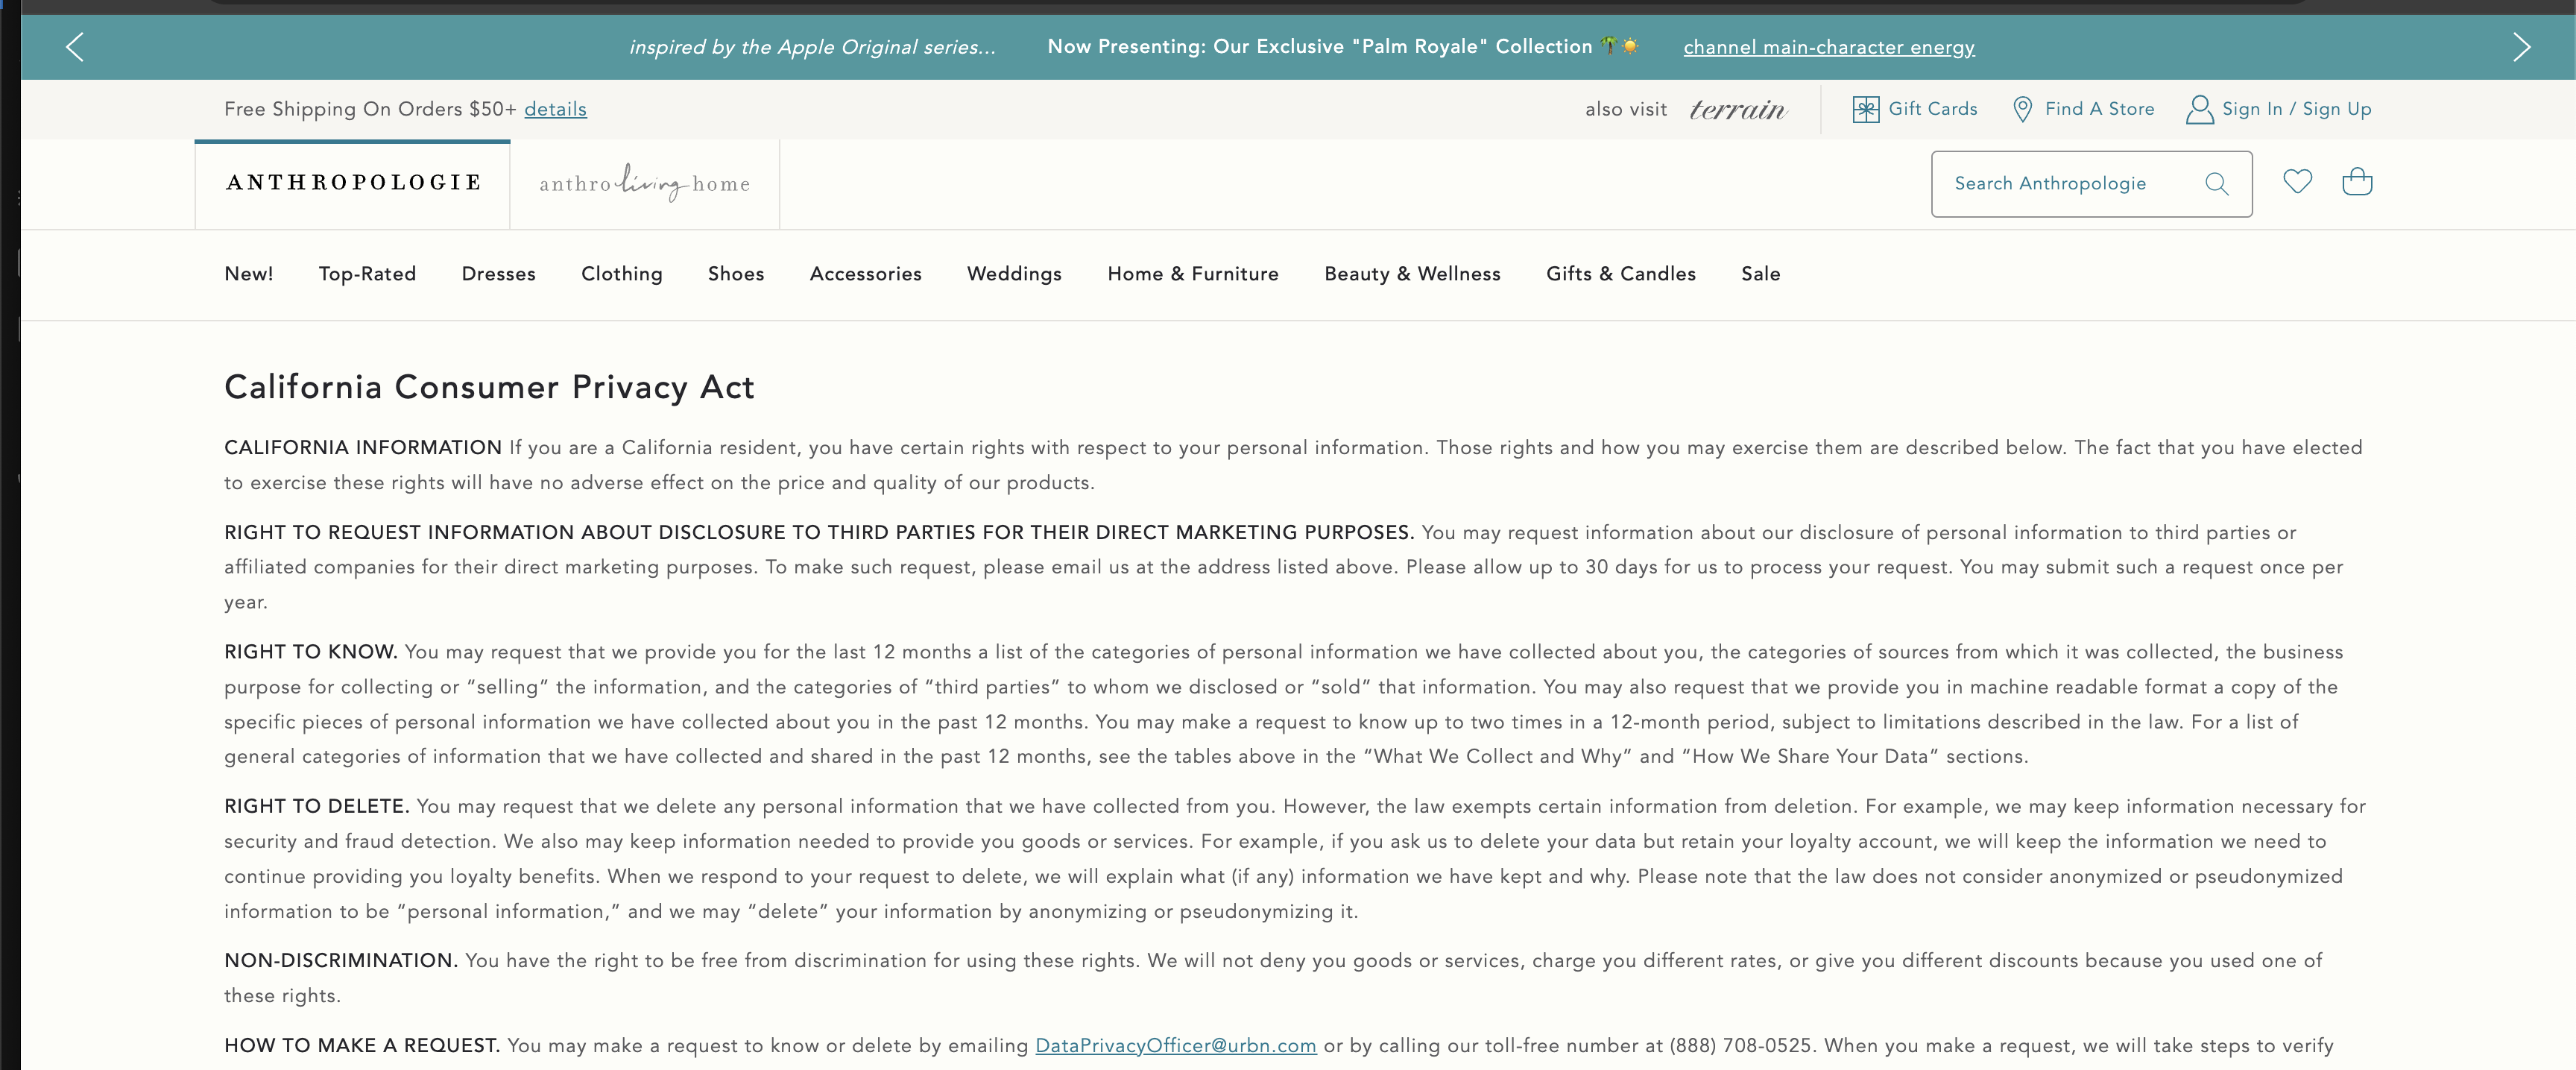 inspired by the Apple Original series... Now Presenting: Our Exclusive "Palm Royale" Collection 🌴☀️ channel main-character energy
Free Shipping On Orders $50+ details also visit terrain Gift Cards Find A Store Sign In / Sign Up
ANTHROPOLOGIE anthroliving home Search Anthropologie
New! Top-Rated Dresses Clothing Shoes Accessories Weddings Home & Furniture Beauty & Wellness Gifts & Candles Sale
California Consumer Privacy Act
CALIFORNIA INFORMATION If you are a California resident, you have certain rights with respect to your personal information. Those rights and how you may exercise them are described below. The fact that you have elected
to exercise these rights will have no adverse effect on the price and quality of our products.
RIGHT TO REQUEST INFORMATION ABOUT DISCLOSURE TO THIRD PARTIES FOR THEIR DIRECT MARKETING PURPOSES. You may request information about our disclosure of personal information to third parties or
affiliated companies for their direct marketing purposes. To make such request, please email us at the address listed above. Please allow up to 30 days for us to process your request. You may submit such a request once per
year.
RIGHT TO KNOW. You may request that we provide you for the last 12 months a list of the categories of personal information we have collected about you, the categories of sources from which it was collected, the business
purpose for collecting or “selling” the information, and the categories of “third parties” to whom we disclosed or “sold” that information. You may also request that we provide you in machine readable format a copy of the
specific pieces of personal information we have collected about you in the past 12 months. You may make a request to know up to two times in a 12-month period, subject to limitations described in the law. For a list of
general categories of information that we have collected and shared in the past 12 months, see the tables above in the “What We Collect and Why” and “How We Share Your Data” sections.
RIGHT TO DELETE. You may request that we delete any personal information that we have collected from you. However, the law exempts certain information from deletion. For example, we may keep information necessary for
security and fraud detection. We also may keep information needed to provide you goods or services. For example, if you ask us to delete your data but retain your loyalty account, we will keep the information we need to
continue providing you loyalty benefits. When we respond to your request to delete, we will explain what (if any) information we have kept and why. Please note that the law does not consider anonymized or pseudonymized
information to be “personal information,” and we may “delete” your information by anonymizing or pseudonymizing it.
NON-DISCRIMINATION. You have the right to be free from discrimination for using these rights. We will not deny you goods or services, charge you different rates, or give you different discounts because you used one of
these rights.
HOW TO MAKE A REQUEST. You may make a request to know or delete by emailing DataPrivacyOfficer@urbn.com or by calling our toll-free number at (888) 708-0525. When you make a request, we will take steps to verify